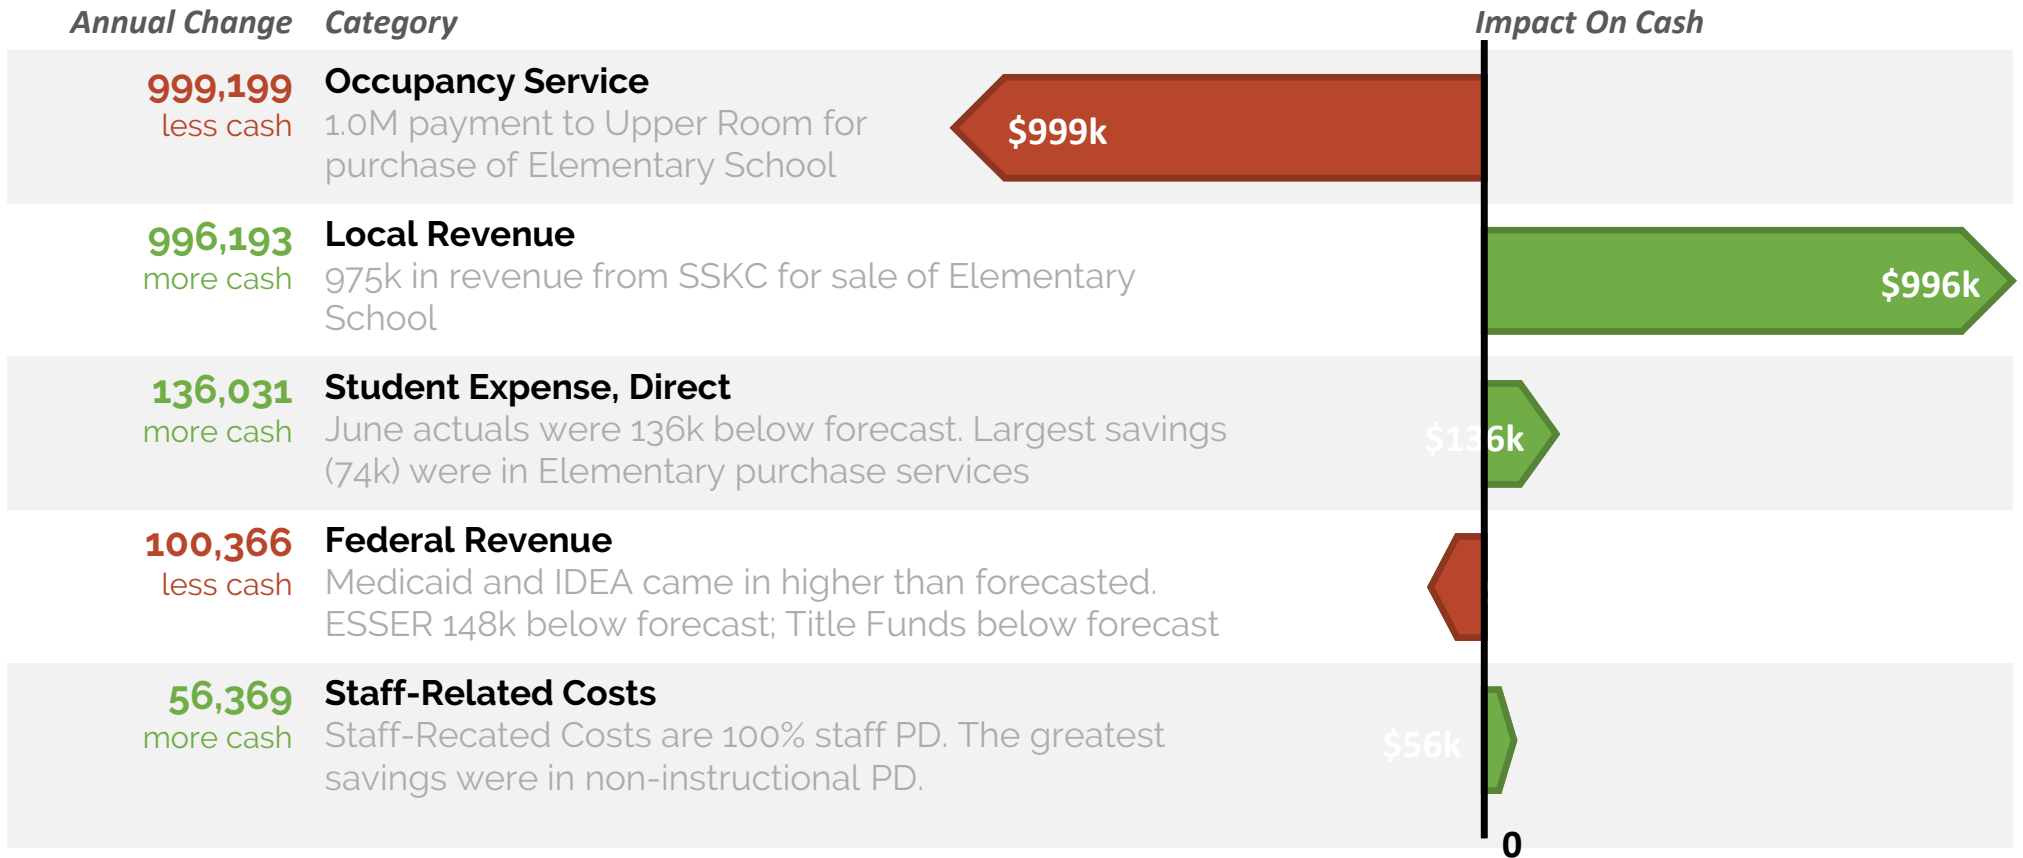 Annual Change Category Impact On Cash
999,199 Occupancy Service
less cash 1.0M payment to Upper Room for
purchase of Elementary School
$999k
996,193 Local Revenue
more cash 975k in revenue from SSKC for sale of Elementary
School
$996k
136,031 Student Expense, Direct
more cash June actuals were 136k below forecast. Largest savings
(74k) were in Elementary purchase services
$136k
100,366 Federal Revenue
less cash Medicaid and IDEA came in higher than forecasted.
ESSER 148k below forecast; Title Funds below forecast
56,369 Staff-Related Costs
more cash Staff-Recated Costs are 100% staff PD. The greatest
savings were in non-instructional PD.
$56k
0